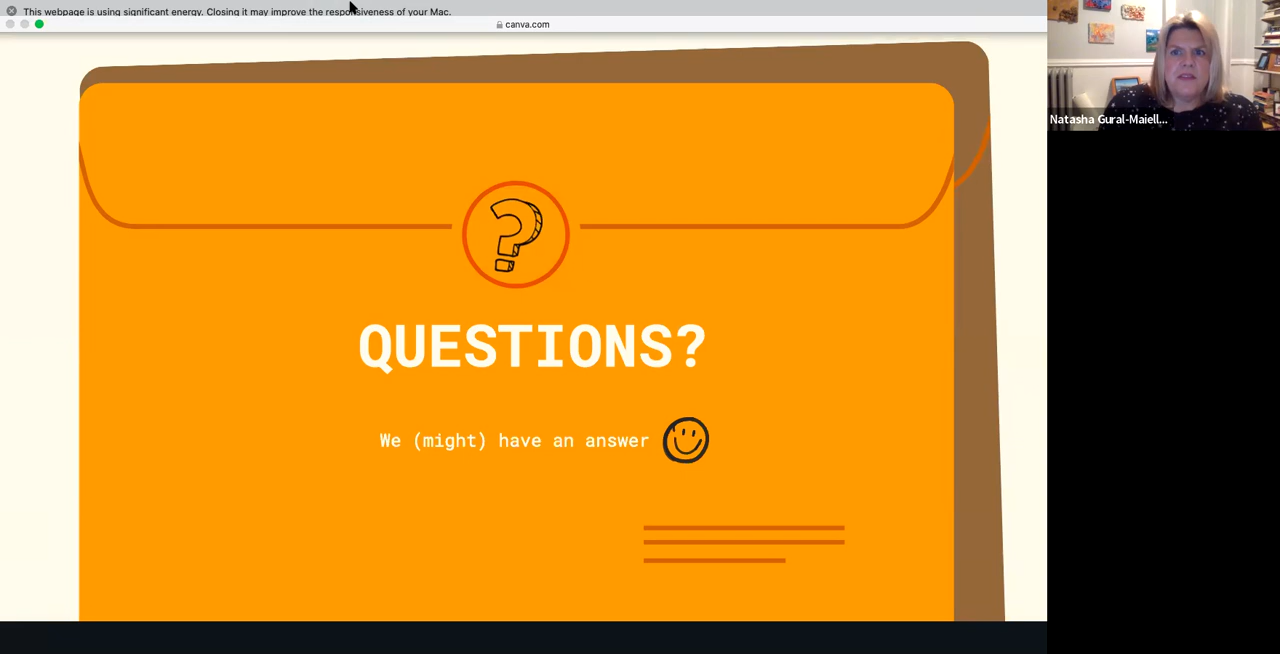 This webpage is using significant energy. Closing it may improve the responsiveness of your Mac.
canva.com
Natasha Gural-Maiell...
?
QUESTIONS?
We (might) have an answer